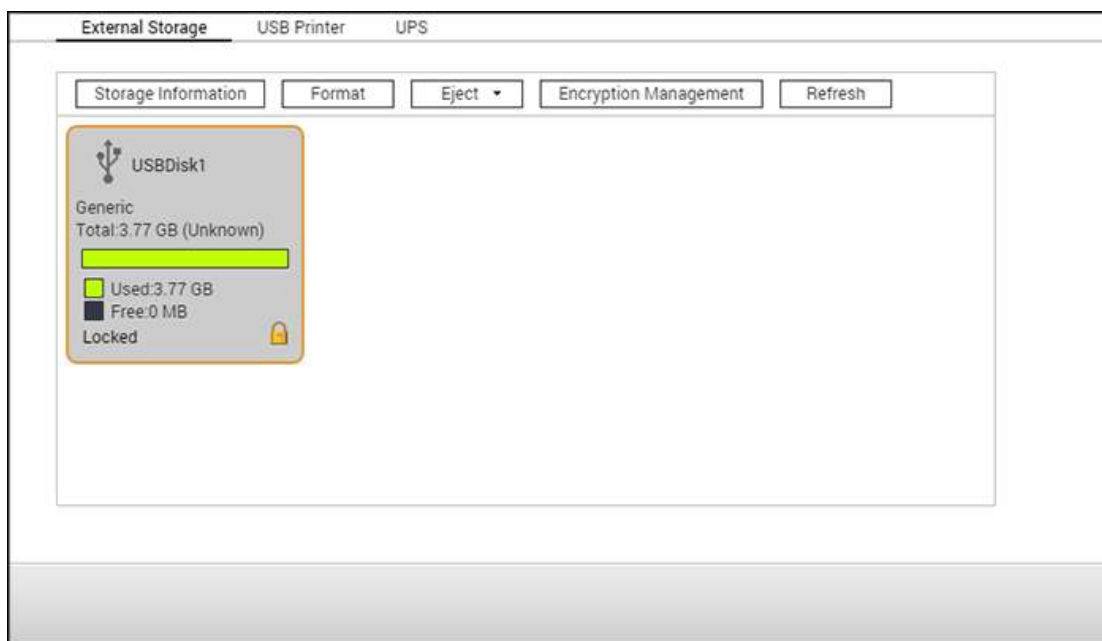 External Storage USB Printer UPS
Storage Information Format Eject Encryption Management Refresh
USBDisk1
Generic
Total:3.77 GB (Unknown)
Used:3.77 GB
Free:0 MB
Locked